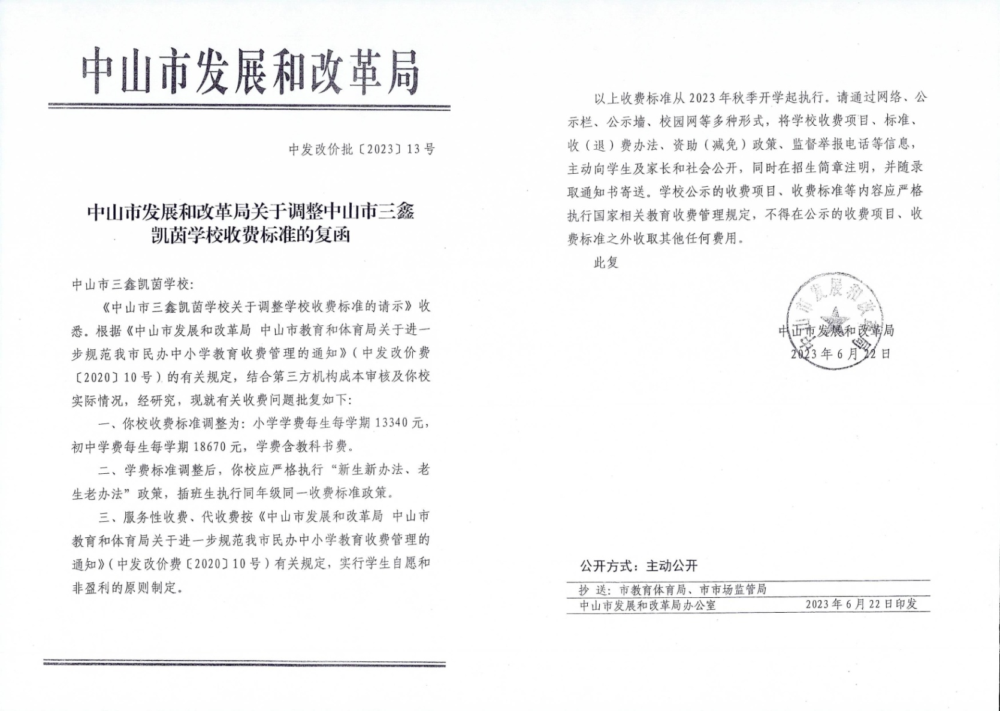 中山市发展和改革局
中发改价批〔2023〕13号
中山市发展和改革局关于调整中山市三鑫
凯茵学校收费标准的复函
中山市三鑫凯茵学校:
《中山市三鑫凯茵学校关于调整学校收费标准的请示》收
悉。根据《中山市发展和改革局 中山市教育和体育局关于进一
步规范我市民办中小学教育收费管理的通知》(中发改价费
〔2020〕10号)的有关规定，结合第三方机构成本审核及你校
实际情况，经研究，现就有关收费问题批复如下:
一、你校收费标准调整为: 小学学费每生每学期13340元，
初中学费每生每学期18670元，学费含教科书费。
二、学费标准调整后，你校应严格执行“新生新办法、老
生老办法”政策，插班生执行同年级同一收费标准政策。
三、服务性收费、代收费按《中山市发展和改革局 中山市
教育和体育局关于进一步规范我市民办中小学教育收费管理的
通知》(中发改价费〔2020〕10号)有关规定，实行学生自愿和
非盈利的原则制定。
以上收费标准从2023年秋季开学起执行。请通过网络、公
示栏、公示墙、校园网等多种形式，将学校收费项目、标准、
收(退)费办法、资助(减免)政策、监督举报电话等信息，
主动向学生及家长和社会公开，同时在招生简章注明，并随录
取通知书寄送。学校公示的收费项目、收费标准等内容应严格
执行国家相关教育收费管理规定，不得在公示的收费项目、收
费标准之外收取其他任何费用。
此复
中山市发展和改革局
中山市发展和改革局
2023年6月22日
公开方式: 主动公开
抄 送: 市教育体育局、市市场监管局
中山市发展和改革局办公室 2023年6月22日印发